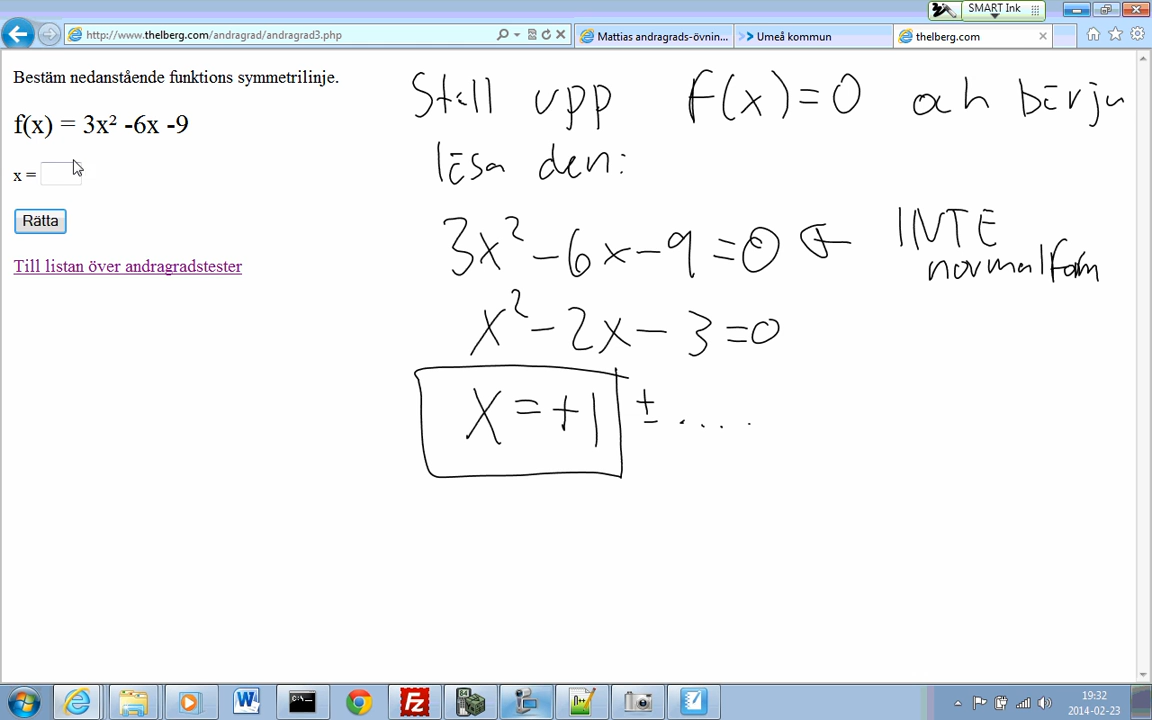 SMART Ink
http://www.thelberg.com/andragrad/andragrad3.php
Mattias andragrads-övnin...
Umeå kommun
thelberg.com
Bestäm nedanstående funktions symmetrilinje.
f(x) = 3x² -6x -9
x =
Rätta
Till listan över andragradstester
Ställ upp f(x)=0 och börju
lösa den:
3x²-6x-9=0 ← INTE
normalform
x²-2x-3=0
x=+1 ± ....
19:32
2014-02-23